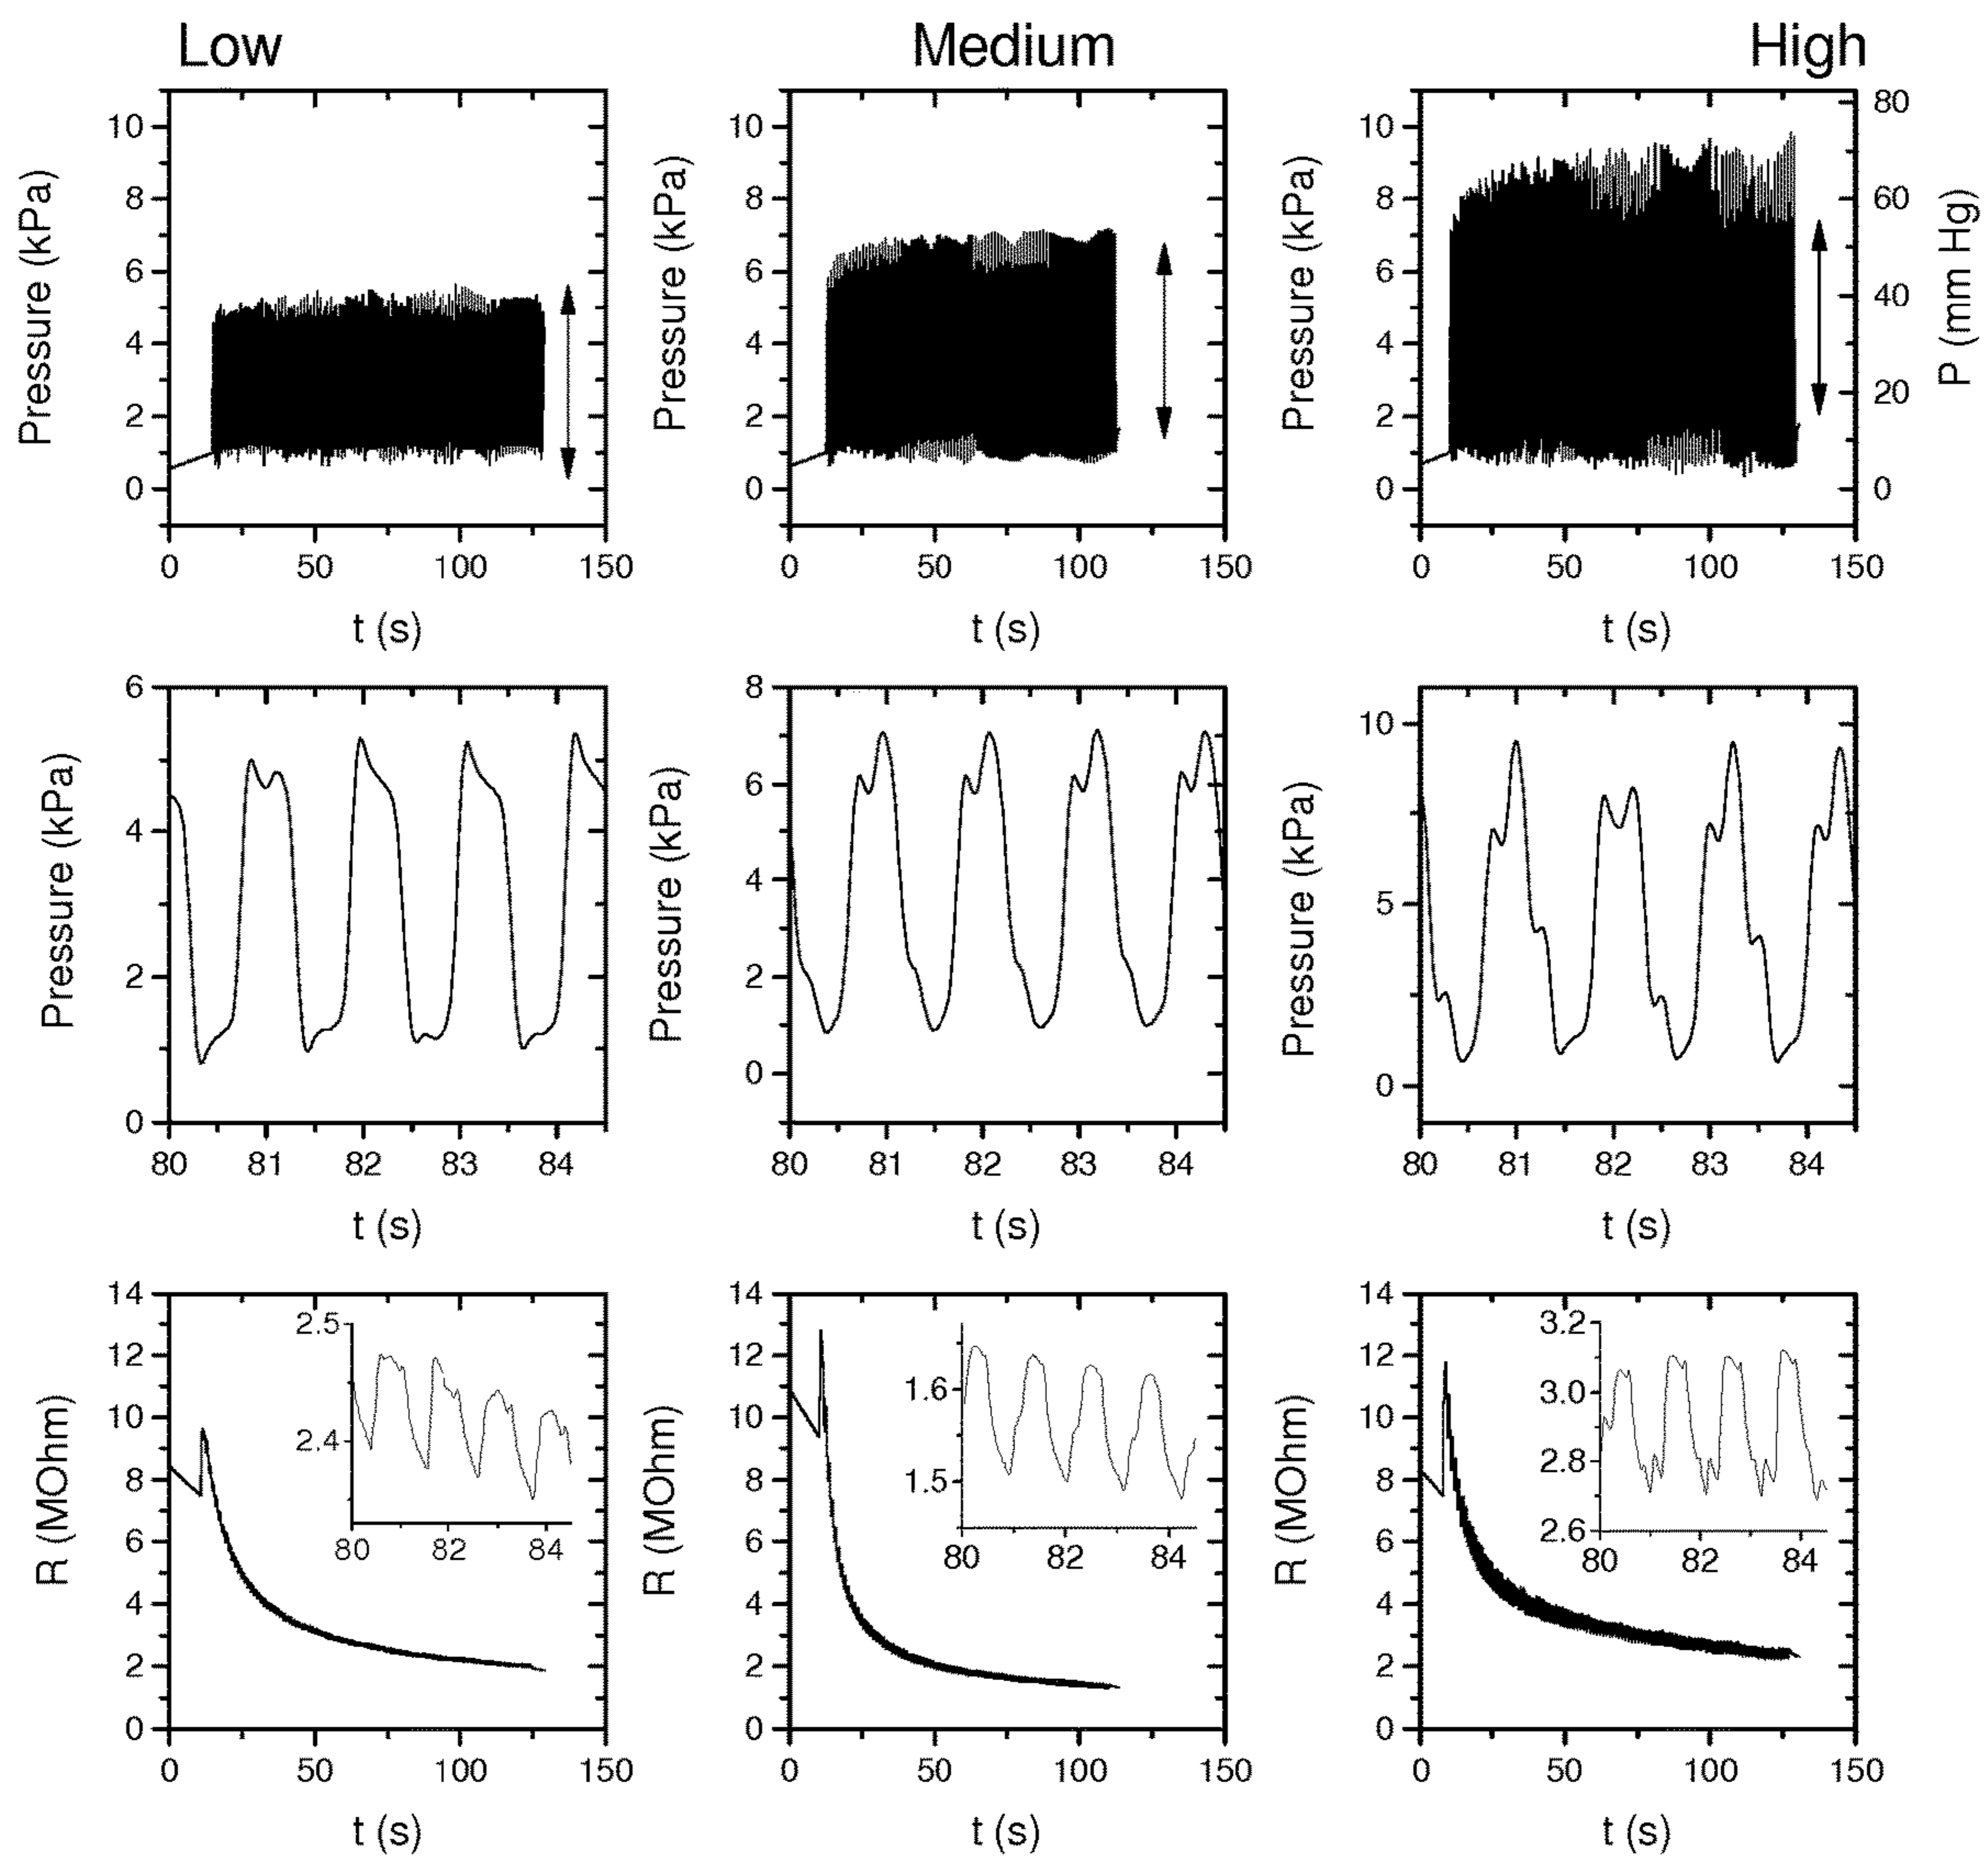 Low Medium High
10 10 10 80
8 8 8 60
6 6 6 40
4 4 4
2 2 2 20
0 0 0 0
Pressure (kPa) Pressure (kPa) Pressure (kPa) P (mm Hg)
0 50 100 150 0 50 100 150 0 50 100 150
t (s) t (s) t (s)
6 8 10
4 6 5
2 4 0
0 2
0
Pressure (kPa) Pressure (kPa) Pressure (kPa)
80 81 82 83 84 80 81 82 83 84 80 81 82 83 84
t (s) t (s) t (s)
14 14 14
12 12 12
10 10 10
8 8 8
6 6 6
4 4 4
2 2 2
0 0 0
R (MOhm) R (MOhm) R (MOhm)
2.5 1.6 3.2
2.4 1.5 3.0
2.8
2.6
80 82 84 80 82 84 80 82 84
0 50 100 150 0 50 100 150 0 50 100 150
t (s) t (s) t (s)